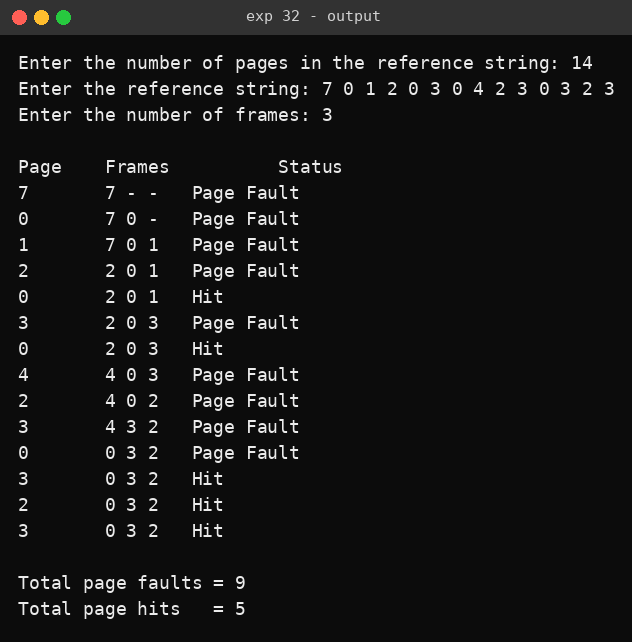 exp 32 - output
Enter the number of pages in the reference string: 14
Enter the reference string: 7 0 1 2 0 3 0 4 2 3 0 3 2 3
Enter the number of frames: 3
Page    Frames          Status
7       7 - -   Page Fault
0       7 0 -   Page Fault
1       7 0 1   Page Fault
2       2 0 1   Page Fault
0       2 0 1   Hit
3       2 0 3   Page Fault
0       2 0 3   Hit
4       4 0 3   Page Fault
2       4 0 2   Page Fault
3       4 3 2   Page Fault
0       0 3 2   Page Fault
3       0 3 2   Hit
2       0 3 2   Hit
3       0 3 2   Hit
Total page faults = 9
Total page hits   = 5